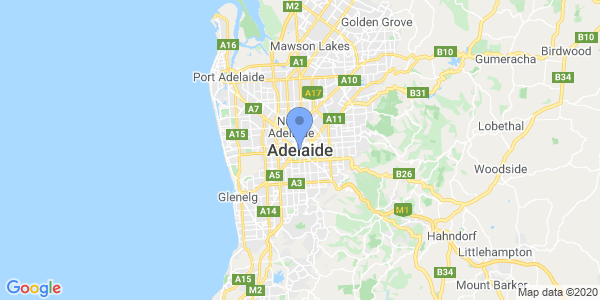 M2
Golden Grove
A16
Mawson Lakes
B10
Birdwood
A1
Gumeracha
Port Adelaide
A10
B34
A17
B31
A7
A11
North
Adelaide
Lobethal
A15
Adelaide
Woodside
A5
B26
A3
Glenelg
A14
M1
Hahndorf
Littlehampton
A15
B34
Mount Barker
M2
Google
Map data ©2020